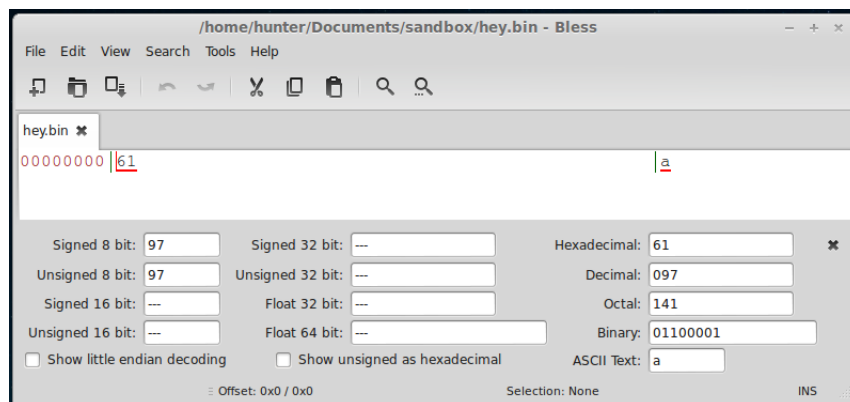 /home/hunter/Documents/sandbox/hey.bin - Bless
File Edit View Search Tools Help
hey.bin
00000000 61 a
Signed 8 bit: 97 Signed 32 bit: --- Hexadecimal: 61
Unsigned 8 bit: 97 Unsigned 32 bit: --- Decimal: 097
Signed 16 bit: --- Float 32 bit: --- Octal: 141
Unsigned 16 bit: --- Float 64 bit: --- Binary: 01100001
Show little endian decoding Show unsigned as hexadecimal ASCII Text: a
Offset: 0x0 / 0x0 Selection: None INS